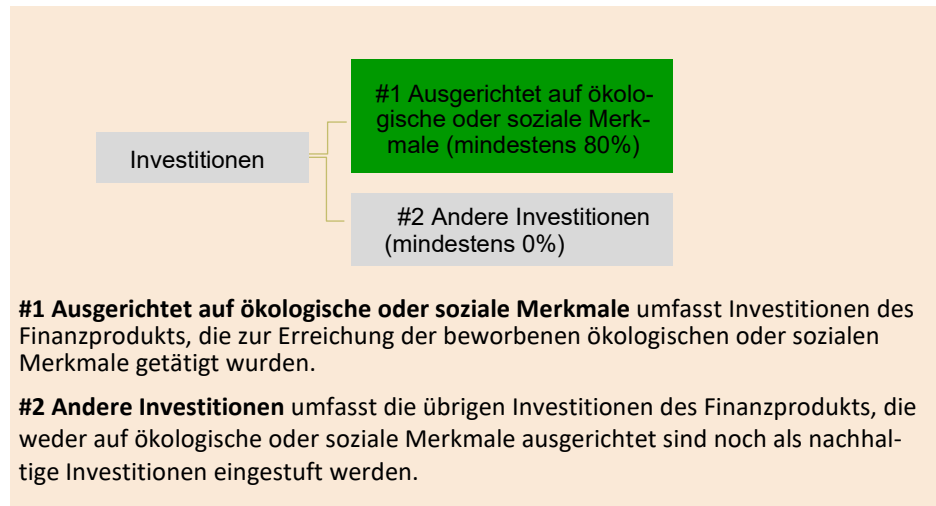 #1 Ausgerichtet auf ökolo-
gische oder soziale Merk-
male (mindestens 80%)
Investitionen
#2 Andere Investitionen
(mindestens 0%)
#1 Ausgerichtet auf ökologische oder soziale Merkmale umfasst Investitionen des
Finanzprodukts, die zur Erreichung der beworbenen ökologischen oder sozialen
Merkmale getätigt wurden.
#2 Andere Investitionen umfasst die übrigen Investitionen des Finanzprodukts, die
weder auf ökologische oder soziale Merkmale ausgerichtet sind noch als nachhal-
tige Investitionen eingestuft werden.